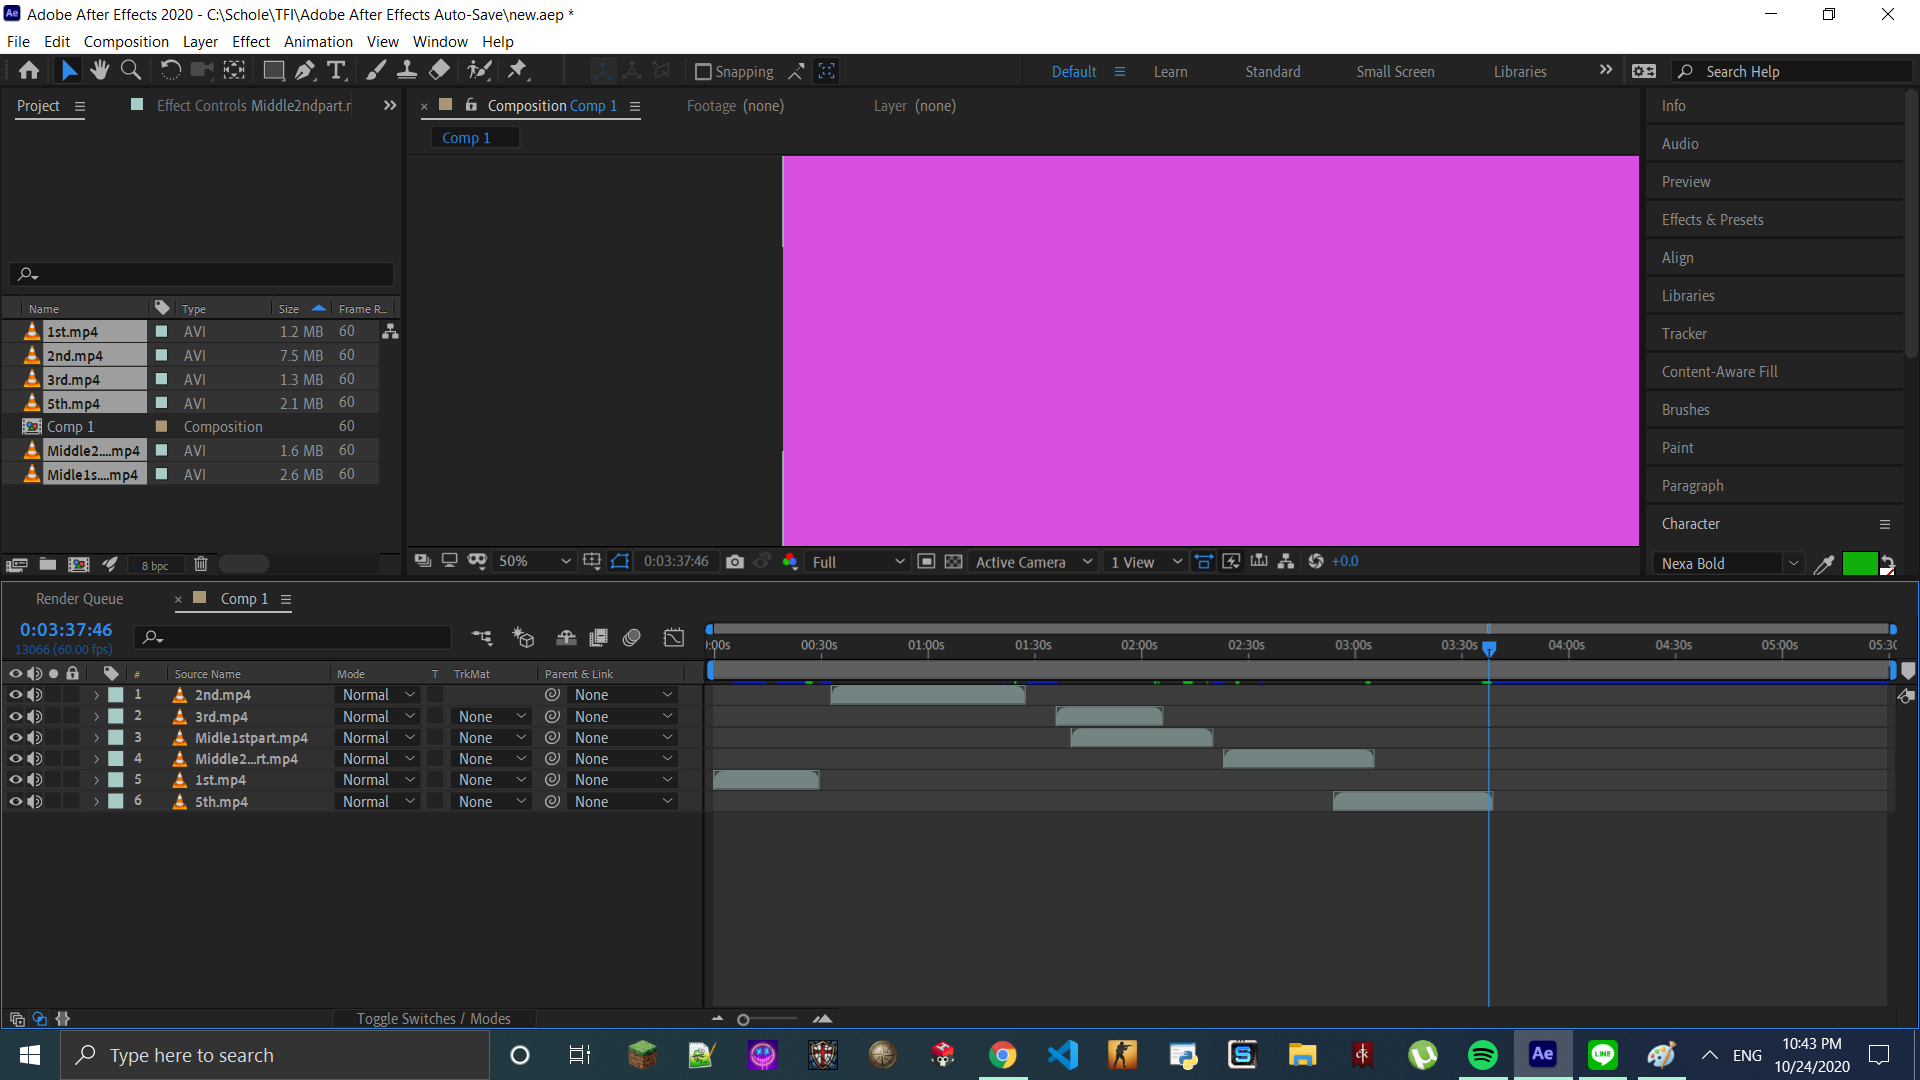 Adobe After Effects 2020 - C:\Schole\TFI\Adobe After Effects Auto-Save\new.aep *
File Edit Composition Layer Effect Animation View Window Help
Snapping Default Learn Standard Small Screen Libraries Search Help
Project Effect Controls Middle2ndpart.r Composition Comp 1 Footage (none) Layer (none)
Comp 1
Info
Audio
Preview
Effects & Presets
Align
Libraries
Tracker
Content-Aware Fill
Brushes
Paint
Paragraph
Character
Nexa Bold
Name Type Size Frame R...
1st.mp4 AVI 1.2 MB 60
2nd.mp4 AVI 7.5 MB 60
3rd.mp4 AVI 1.3 MB 60
5th.mp4 AVI 2.1 MB 60
Comp 1 Composition 60
Middle2....mp4 AVI 1.6 MB 60
Midle1s....mp4 AVI 2.6 MB 60
8 bpc
50% 0:03:37:46 Full Active Camera 1 View +0.0
Render Queue Comp 1
0:03:37:46
13066 (60.00 fps)
):00s 00:30s 01:00s 01:30s 02:00s 02:30s 03:00s 03:30s 04:00s 04:30s 05:00s 05:30
# Source Name Mode T TrkMat Parent & Link
1 2nd.mp4 Normal None
2 3rd.mp4 Normal None None
3 Midle1stpart.mp4 Normal None None
4 Middle2...rt.mp4 Normal None None
5 1st.mp4 Normal None None
6 5th.mp4 Normal None None
Toggle Switches / Modes
Type here to search
Ae
LINE
ENG
10:43 PM
10/24/2020